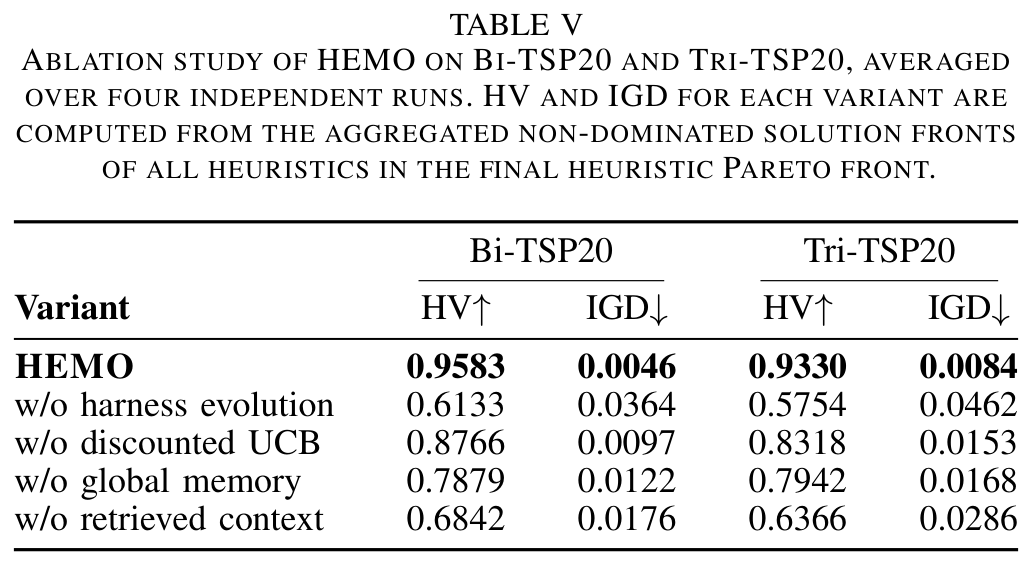 TABLE V
ABLATION STUDY OF HEMO ON BI-TSP20 AND TRI-TSP20, AVERAGED
OVER FOUR INDEPENDENT RUNS. HV AND IGD FOR EACH VARIANT ARE
COMPUTED FROM THE AGGREGATED NON-DOMINATED SOLUTION FRONTS
OF ALL HEURISTICS IN THE FINAL HEURISTIC PARETO FRONT.
Bi-TSP20 Tri-TSP20
Variant HV↑ IGD↓ HV↑ IGD↓
HEMO 0.9583 0.0046 0.9330 0.0084
w/o harness evolution 0.6133 0.0364 0.5754 0.0462
w/o discounted UCB 0.8766 0.0097 0.8318 0.0153
w/o global memory 0.7879 0.0122 0.7942 0.0168
w/o retrieved context 0.6842 0.0176 0.6366 0.0286